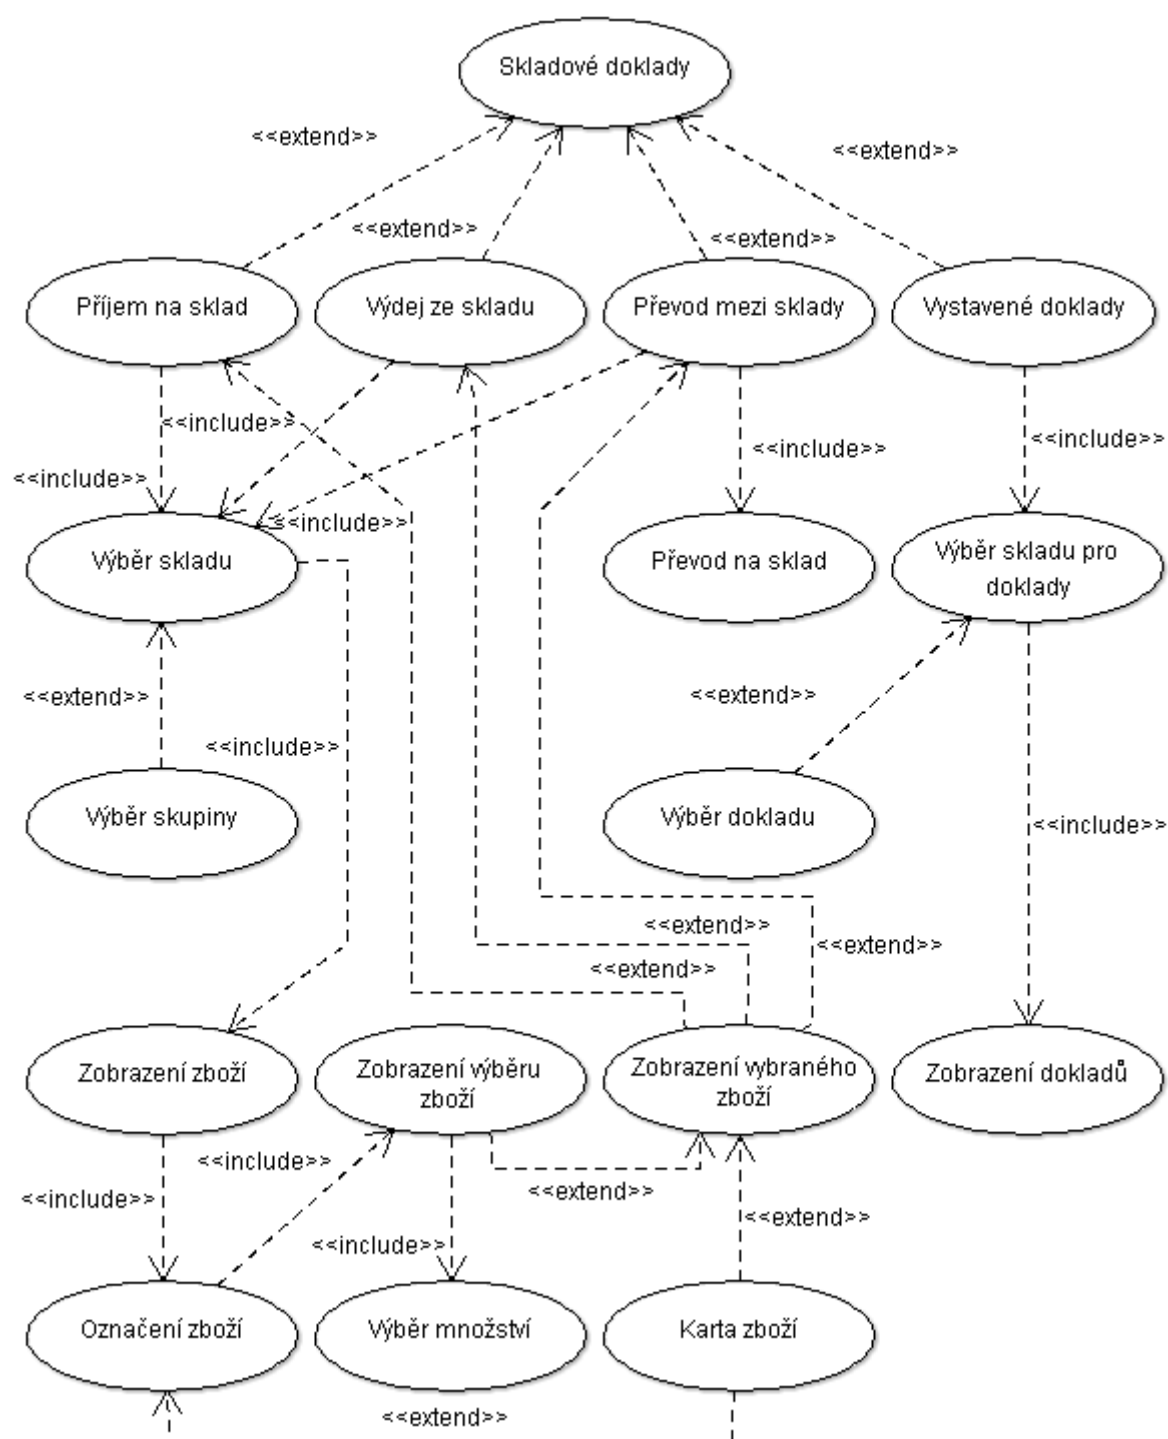 Skladové doklady
<<extend>>
<<extend>>
<<extend>>
<<extend>>
Příjem na sklad
Výdej ze skladu
Převod mezi sklady
Vystavené doklady
<<include>>
<<include>>
<<include>>
<<include>>
<<include>>
Výběr skladu
Převod na sklad
Výběr skladu pro
doklady
<<extend>>
<<extend>>
<<include>>
Výběr skupiny
Výběr dokladu
<<include>>
<<extend>>
<<extend>>
<<extend>>
Zobrazení zboží
Zobrazení výběru
zboží
Zobrazení vybraného
zboží
Zobrazení dokladů
<<include>>
<<include>>
<<extend>>
<<extend>>
<<include>>
Označení zboží
Výběr množství
Karta zboží
<<extend>>